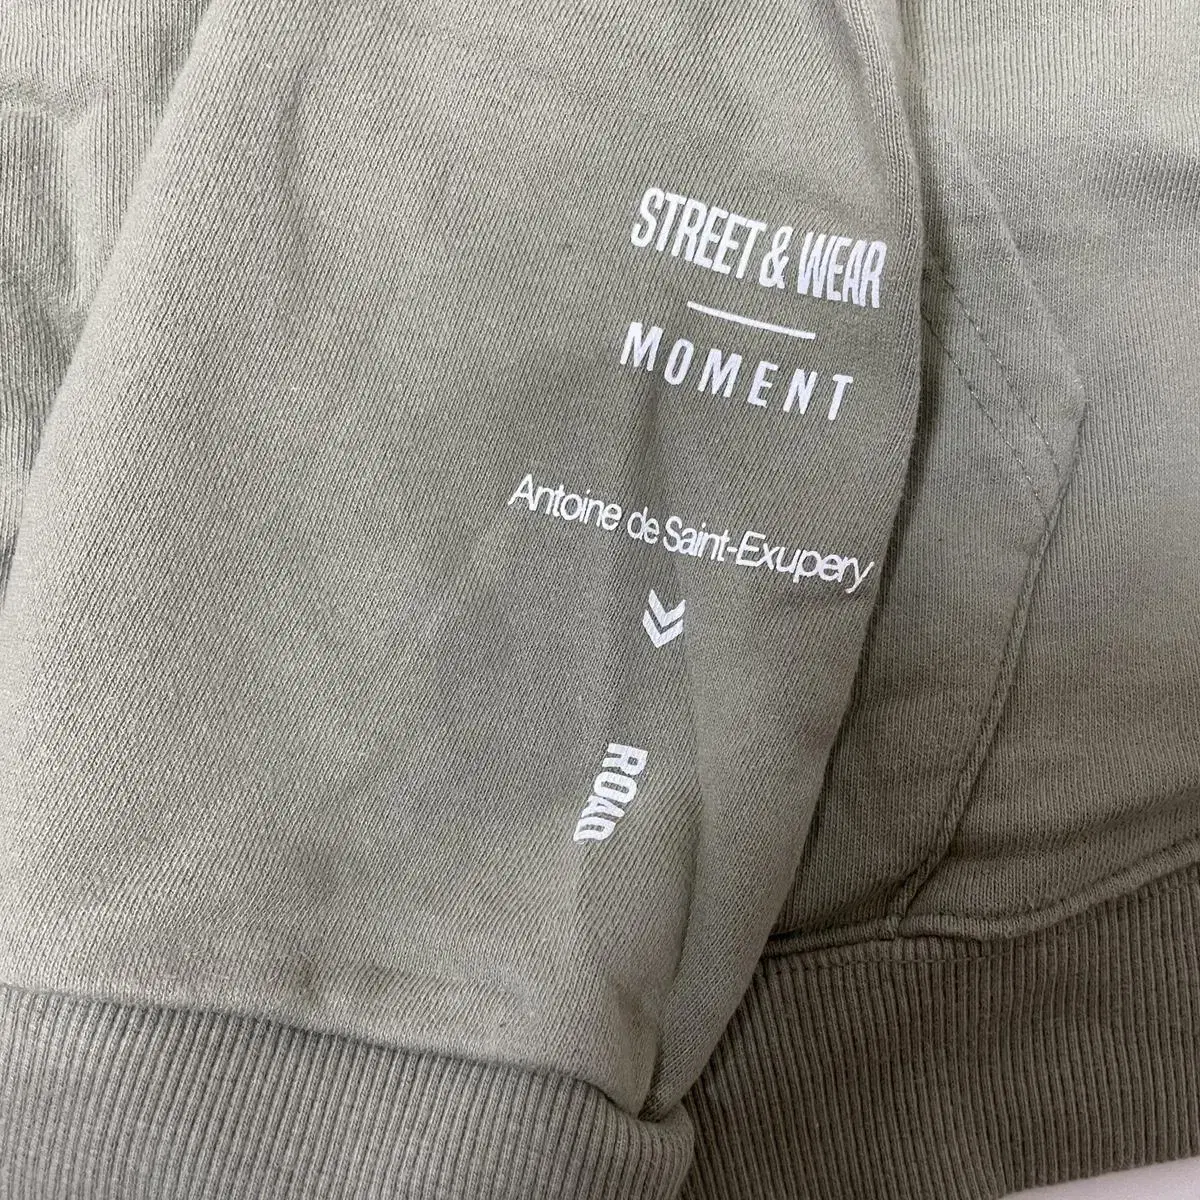 STREET & WEAR
MOMENT
Antoine de Saint-Exupery
ROAD